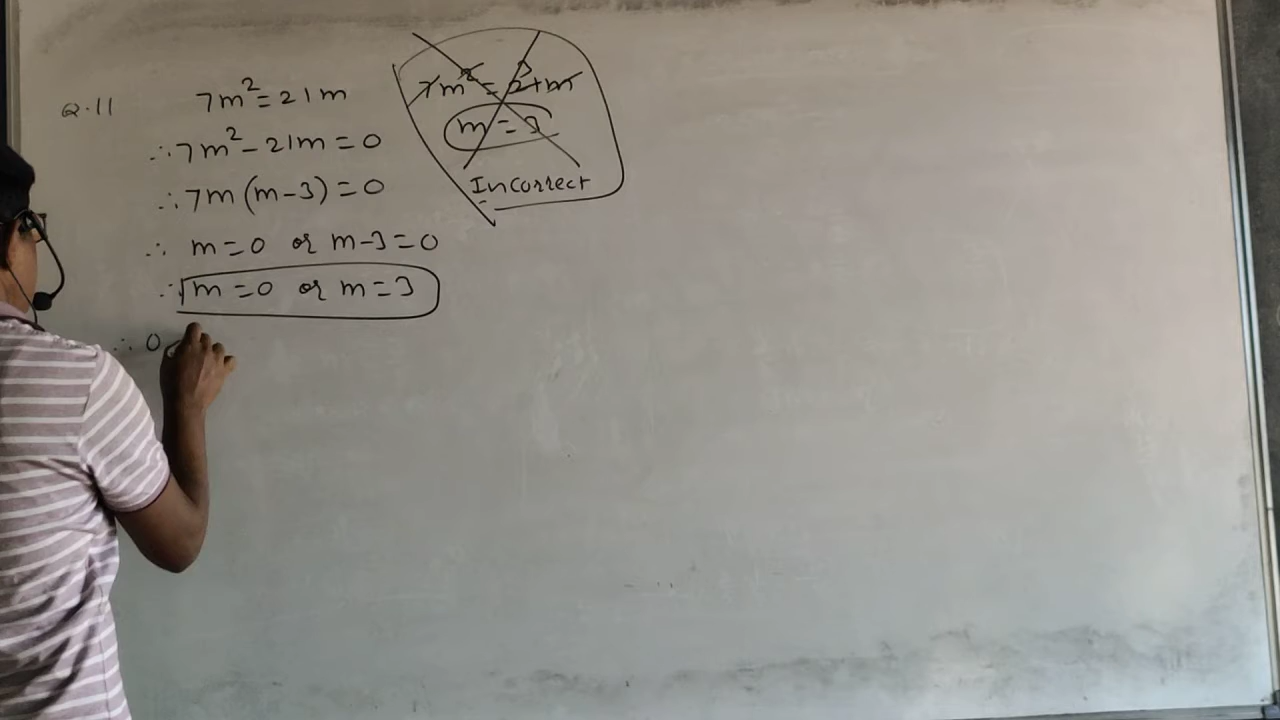 Q.11 7m²=21m
∴7m²-21m=0
∴7m(m-3)=0
∴ m=0 or m-3=0
∴ m=0 or m=3
∴ 0
7m²=21m
3
m=3
Incorrect